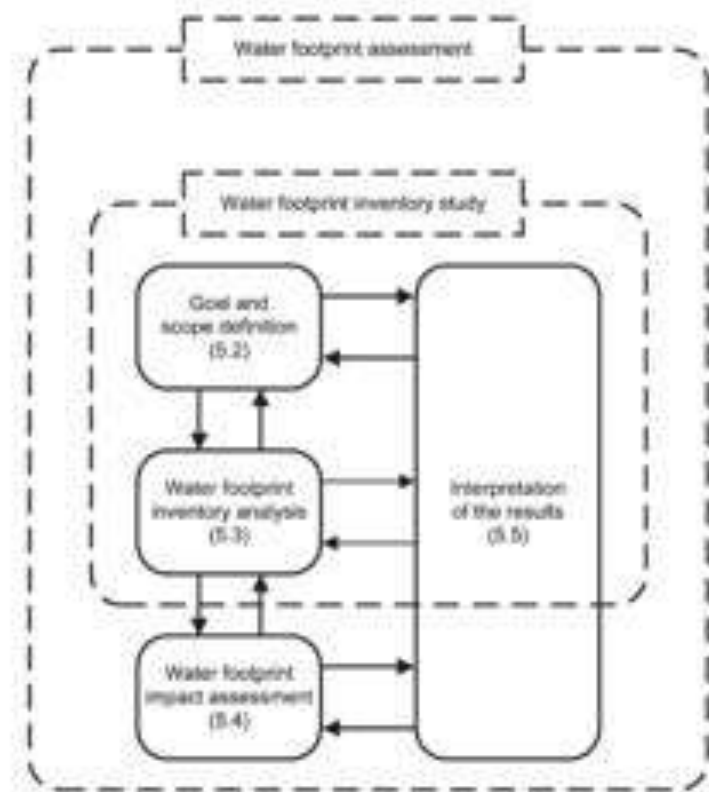 Water footprint assessment
Water footprint inventory study
Goal and
scope definition
(5.2)
Water footprint
inventory analysis
(5.3)
Interpretation
of the results
(5.5)
Water footprint
impact assessment
(5.4)